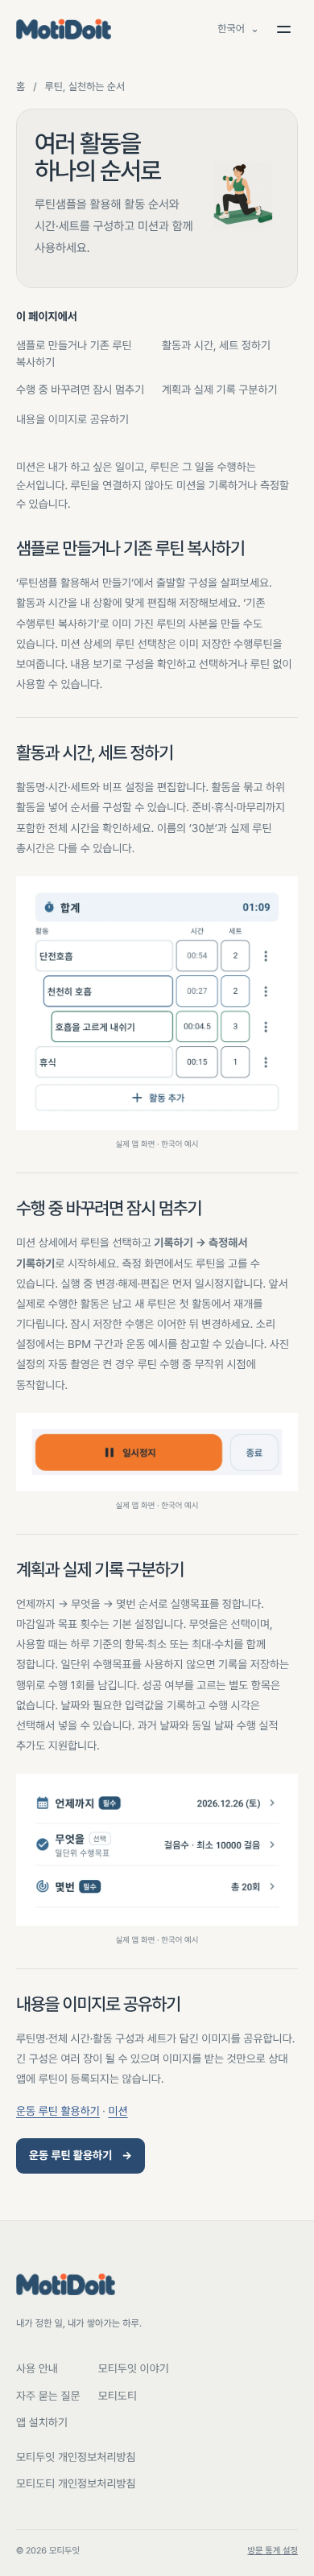 MotiDoit
한국어
홈 / 루틴, 실천하는 순서
여러 활동을
하나의 순서로
루틴샘플을 활용해 활동 순서와
시간·세트를 구성하고 미션과 함께
사용하세요.
이 페이지에서
샘플로 만들거나 기존 루틴
복사하기
활동과 시간, 세트 정하기
수행 중 바꾸려면 잠시 멈추기
계획과 실제 기록 구분하기
내용을 이미지로 공유하기
미션은 내가 하고 싶은 일이고, 루틴은 그 일을 수행하는
순서입니다. 루틴을 연결하지 않아도 미션을 기록하거나 측정할
수 있습니다.
샘플로 만들거나 기존 루틴 복사하기
‘루틴샘플 활용해서 만들기’에서 출발할 구성을 살펴보세요.
활동과 시간을 내 상황에 맞게 편집해 저장해보세요. ‘기존
수행루틴 복사하기’로 이미 가진 루틴의 사본을 만들 수도
있습니다. 미션 상세의 루틴 선택창은 이미 저장한 수행루틴을
보여줍니다. 내용 보기로 구성을 확인하고 선택하거나 루틴 없이
사용할 수 있습니다.
활동과 시간, 세트 정하기
활동명·시간·세트와 비프 설정을 편집합니다. 활동을 묶고 하위
활동을 넣어 순서를 구성할 수 있습니다. 준비·휴식·마무리까지
포함한 전체 시간을 확인하세요. 이름의 ‘30분’과 실제 루틴
총시간은 다를 수 있습니다.
합계 01:09
활동 시간 세트
단전호흡 00:54 2
천천히 호흡 00:27 2
호흡을 고르게 내쉬기 00:04.5 3
휴식 00:15 1
+ 활동 추가
실제 앱 화면 · 한국어 예시
수행 중 바꾸려면 잠시 멈추기
미션 상세에서 루틴을 선택하고 기록하기 → 측정해서
기록하기로 시작하세요. 측정 화면에서도 루틴을 고를 수
있습니다. 실행 중 변경·해제·편집은 먼저 일시정지합니다. 앞서
실제로 수행한 활동은 남고 새 루틴은 첫 활동에서 재개를
기다립니다. 잠시 저장한 수행은 이어한 뒤 변경하세요. 소리
설정에서는 BPM 구간과 운동 예시를 참고할 수 있습니다. 사진
설정의 자동 촬영은 켠 경우 루틴 수행 중 무작위 시점에
동작합니다.
일시정지
종료
실제 앱 화면 · 한국어 예시
계획과 실제 기록 구분하기
언제까지 → 무엇을 → 몇번 순서로 실행목표를 정합니다.
마감일과 목표 횟수는 기본 설정입니다. 무엇을은 선택이며,
사용할 때는 하루 기준의 항목·최소 또는 최대·수치를 함께
정합니다. 일단위 수행목표를 사용하지 않으면 기록을 저장하는
행위로 수행 1회를 남깁니다. 성공 여부를 고르는 별도 항목은
없습니다. 날짜와 필요한 입력값을 기록하고 수행 시각은
선택해서 넣을 수 있습니다. 과거 날짜와 동일 날짜 수행 실적
추가도 지원합니다.
언제까지 필수 2026.12.26 (토)
무엇을 선택 걸음수 · 최소 10000 걸음
일단위 수행목표
몇번 필수 총 20회
실제 앱 화면 · 한국어 예시
내용을 이미지로 공유하기
루틴명·전체 시간·활동 구성과 세트가 담긴 이미지를 공유합니다.
긴 구성은 여러 장이 될 수 있으며 이미지를 받는 것만으로 상대
앱에 루틴이 등록되지는 않습니다.
운동 루틴 활용하기 · 미션
운동 루틴 활용하기 →
MotiDoit
내가 정한 일, 내가 쌓아가는 하루.
사용 안내
모티두잇 이야기
자주 묻는 질문
모티도티
앱 설치하기
모티두잇 개인정보처리방침
모티도티 개인정보처리방침
© 2026 모티두잇
방문 통계 설정